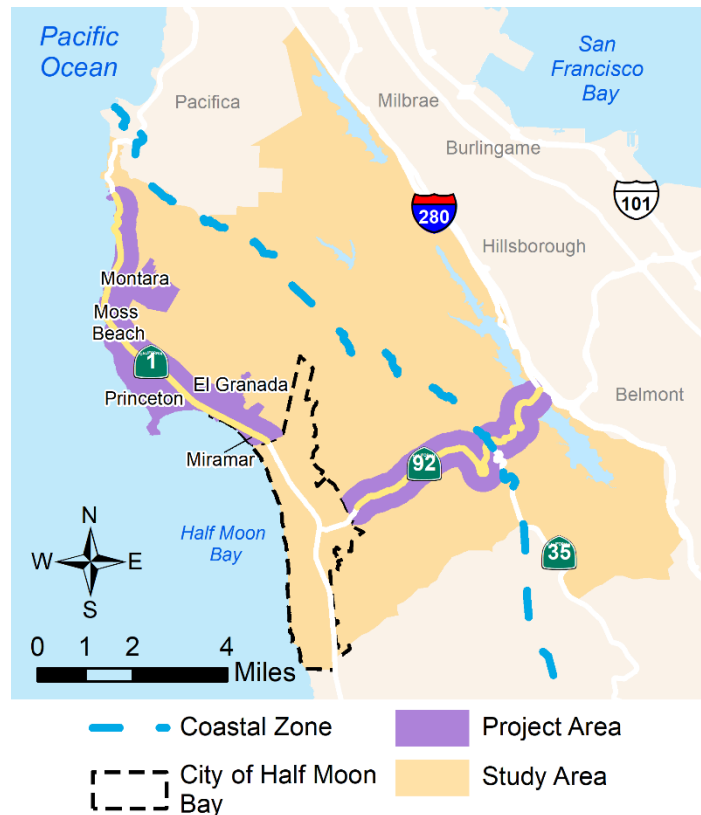 Pacific
Ocean
San
Francisco
Bay
Pacifica
Milbrae
Burlingame
280
101
Hillsborough
Montara
Moss
Beach
CALIFORNIA
1
El Granada
Princeton
Belmont
Miramar
92
Half Moon
Bay
35
N
W E
S
0 1 2 4
Miles
Coastal Zone
Project Area
City of Half Moon
Bay
Study Area